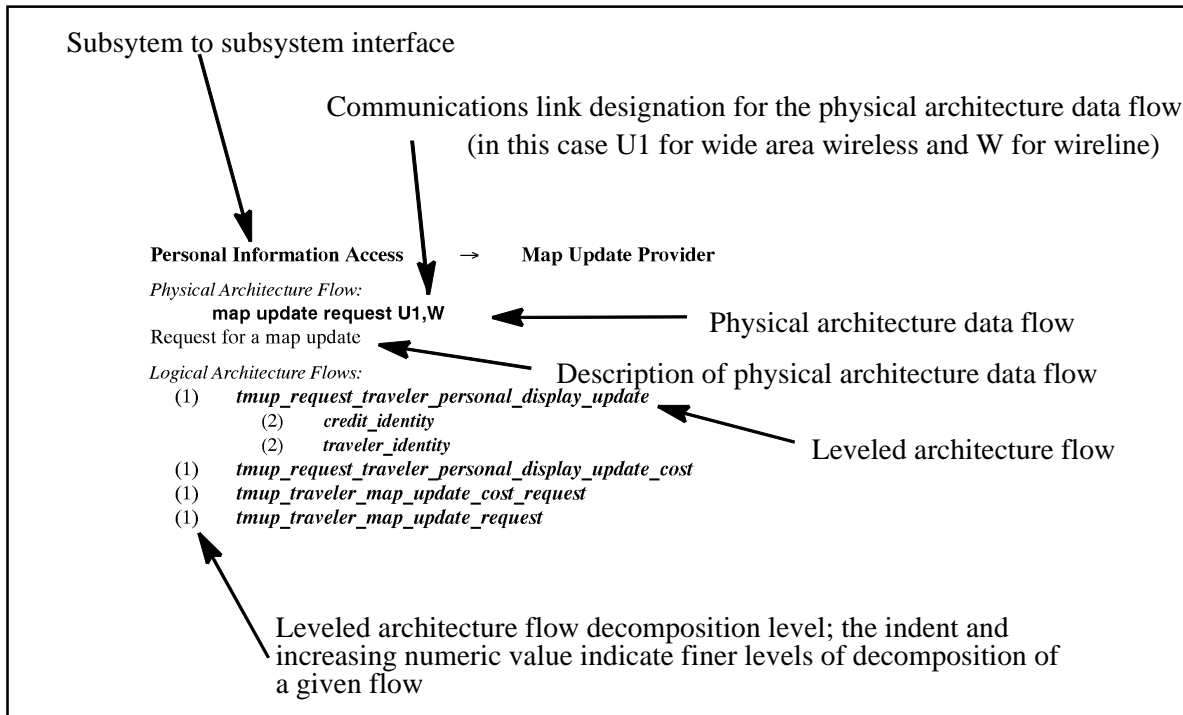 Subsytem to subsystem interface
Communications link designation for the physical architecture data flow
(in this case U1 for wide area wireless and W for wireline)
Personal Information Access → Map Update Provider
Physical Architecture Flow:
map update request U1,W
Physical architecture data flow
Request for a map update
Description of physical architecture data flow
Logical Architecture Flows:
(1) tmup_request_traveler_personal_display_update
(2) credit_identity
(2) traveler_identity
Leveled architecture flow
(1) tmup_request_traveler_personal_display_update_cost
(1) tmup_traveler_map_update_cost_request
(1) tmup_traveler_map_update_request
Leveled architecture flow decomposition level; the indent and
increasing numeric value indicate finer levels of decomposition of
a given flow